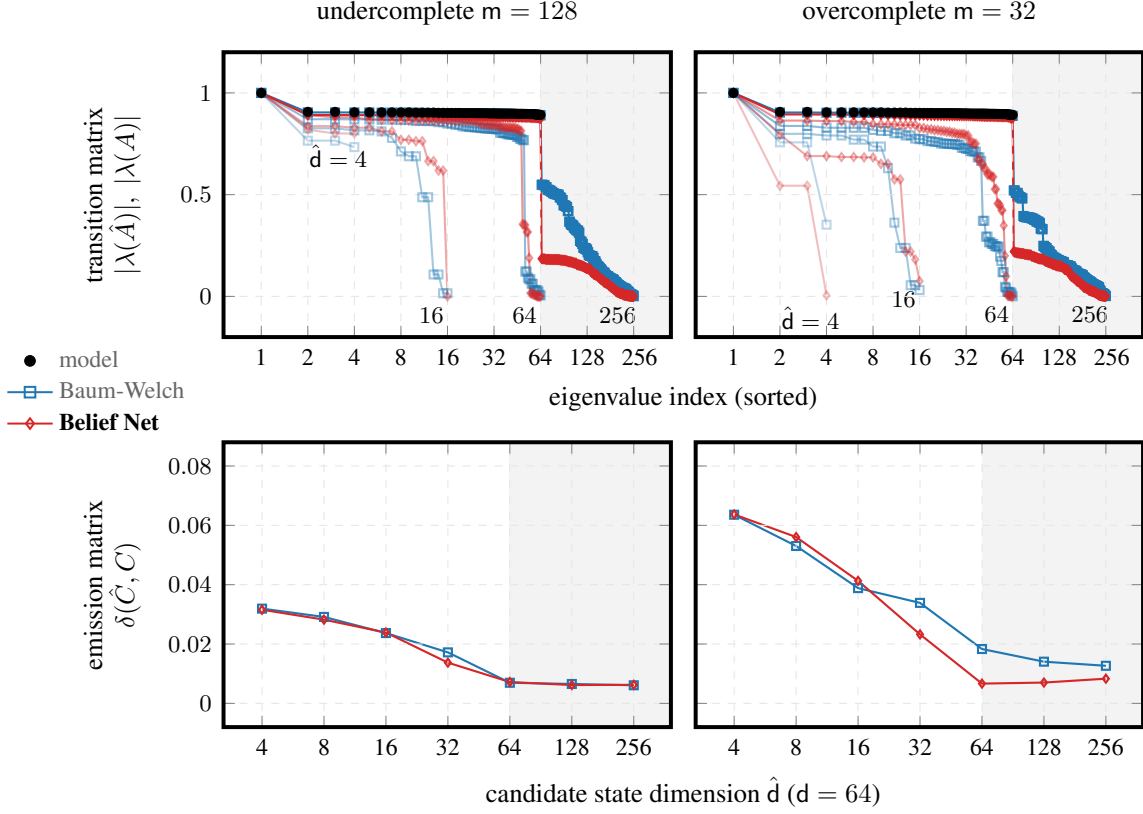 undercomplete m = 128
overcomplete m = 32
transition matrix
|λ(Â)|, |λ(A)|
1
0.5
0
d̂ = 4
16
64
256
d̂ = 4
16
64
256
1 2 4 8 16 32 64 128 256
1 2 4 8 16 32 64 128 256
eigenvalue index (sorted)
model
Baum-Welch
Belief Net
emission matrix
δ(Ĉ, C)
0.08
0.06
0.04
0.02
0
4 8 16 32 64 128 256
4 8 16 32 64 128 256
candidate state dimension d̂ (d = 64)